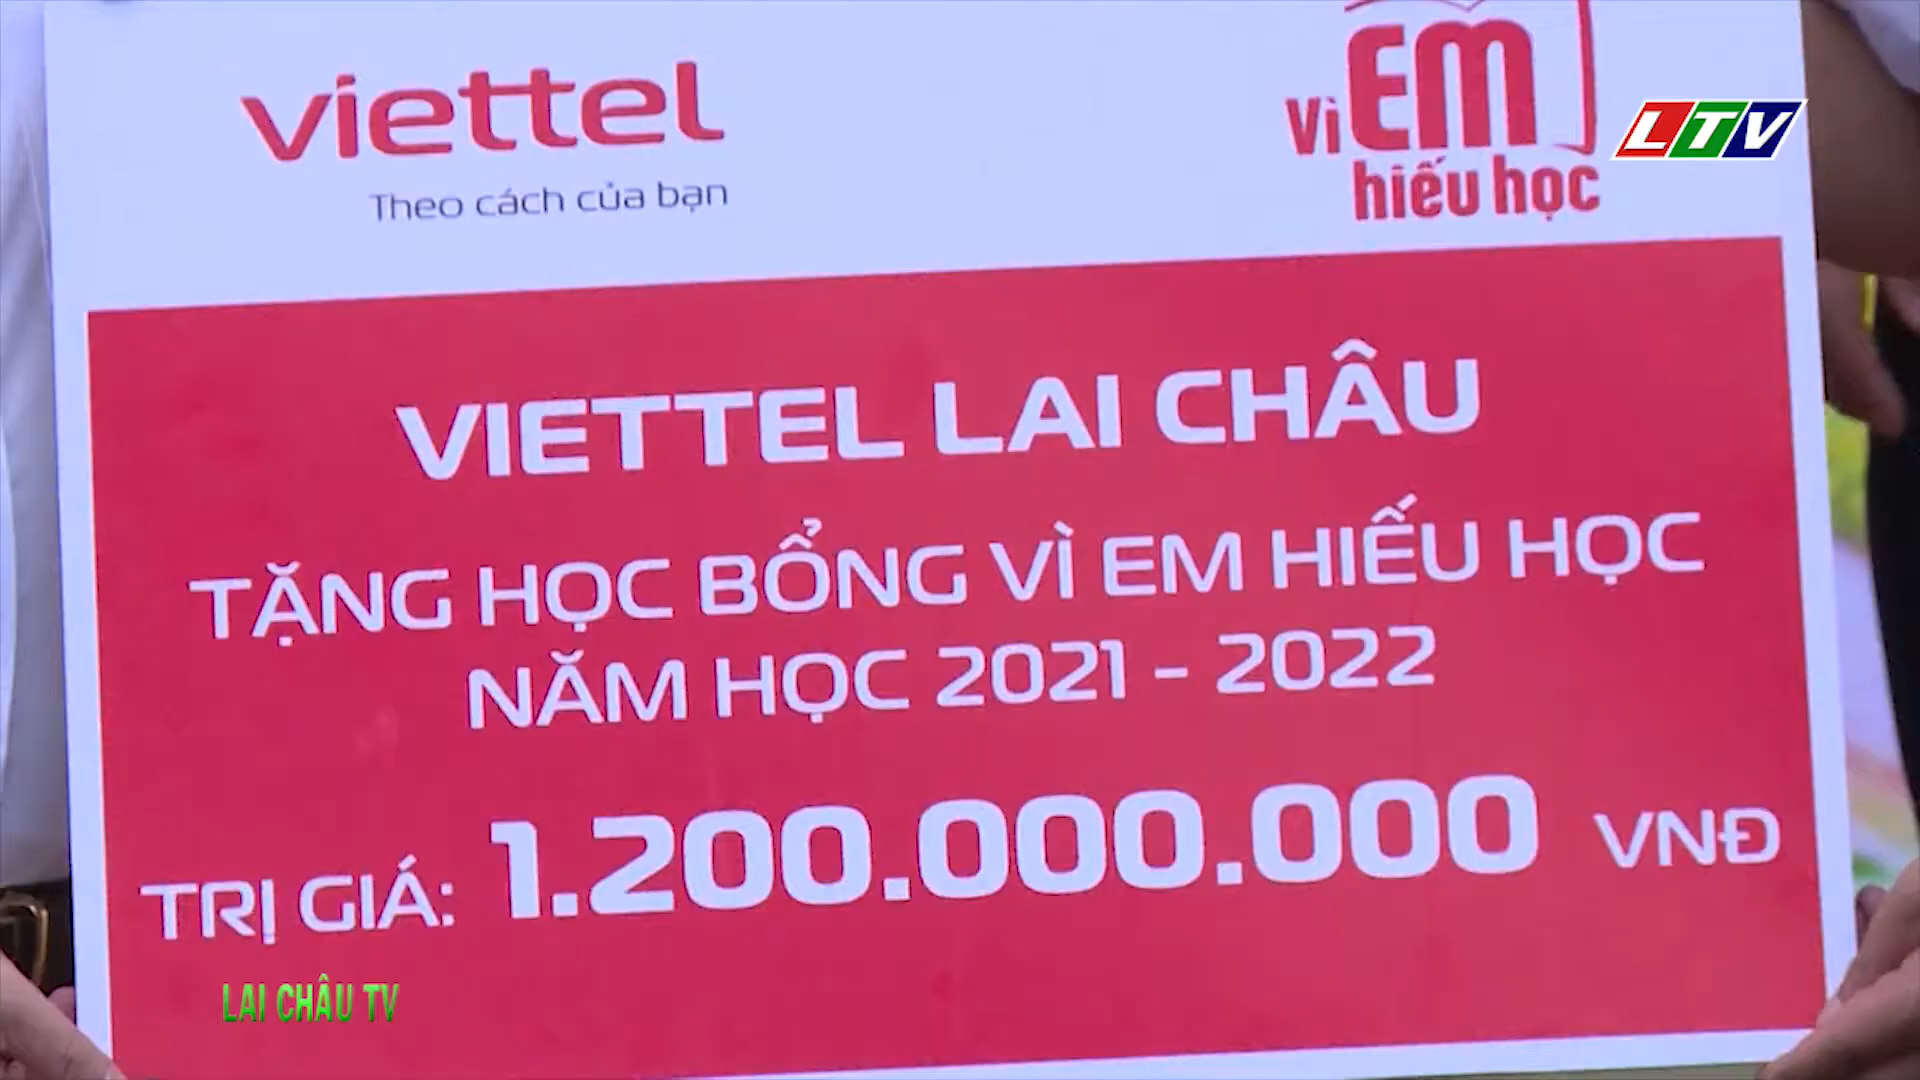 viettel
Theo cách của bạn
Vì EM
hiếu học
LTV
VIETTEL LAI CHÂU
TẶNG HỌC BỔNG VÌ EM HIẾU HỌC
NĂM HỌC 2021 - 2022
TRỊ GIÁ: 1.200.000.000 VNĐ
LAI CHÂU TV